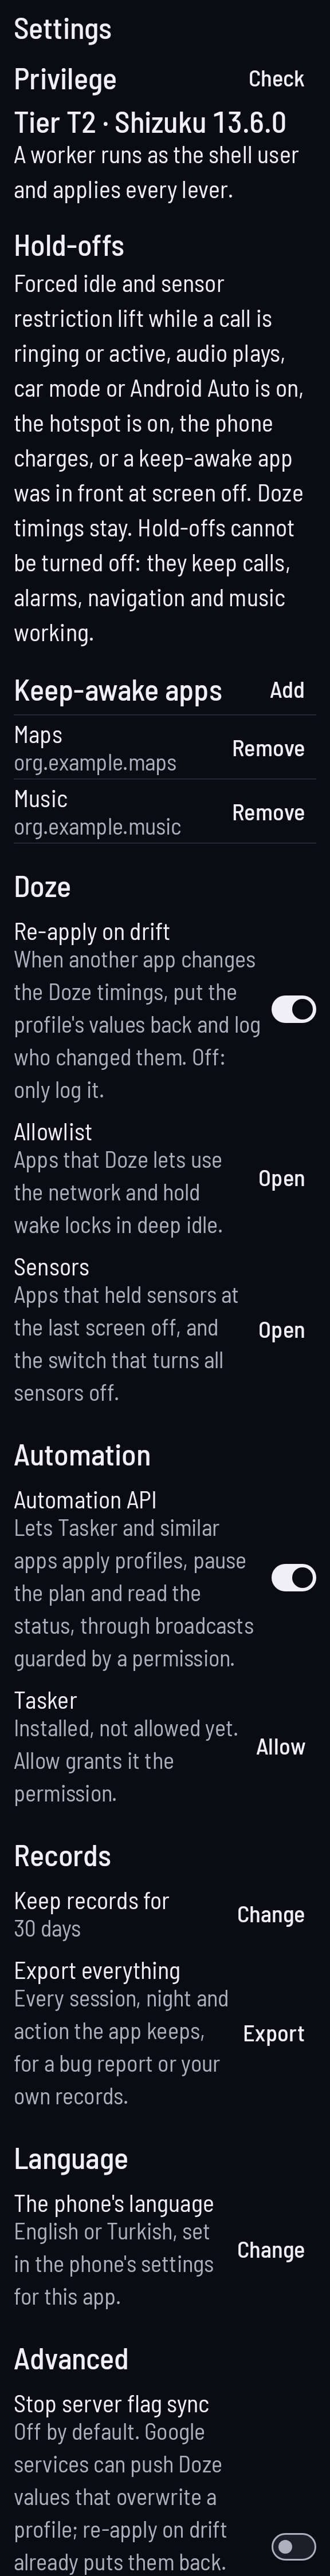 Settings
Privilege
Check
Tier T2 · Shizuku 13.6.0
A worker runs as the shell user
and applies every lever.
Hold-offs
Forced idle and sensor
restriction lift while a call is
ringing or active, audio plays,
car mode or Android Auto is on,
the hotspot is on, the phone
charges, or a keep-awake app
was in front at screen off. Doze
timings stay. Hold-offs cannot
be turned off: they keep calls,
alarms, navigation and music
working.
Keep-awake apps
Add
Maps
org.example.maps
Remove
Music
org.example.music
Remove
Doze
Re-apply on drift
When another app changes
the Doze timings, put the
profile's values back and log
who changed them. Off:
only log it.
Allowlist
Apps that Doze lets use
the network and hold
wake locks in deep idle.
Open
Sensors
Apps that held sensors at
the last screen off, and
the switch that turns all
sensors off.
Open
Automation
Automation API
Lets Tasker and similar
apps apply profiles, pause
the plan and read the
status, through broadcasts
guarded by a permission.
Tasker
Installed, not allowed yet.
Allow grants it the
permission.
Allow
Records
Keep records for
30 days
Change
Export everything
Every session, night and
action the app keeps,
for a bug report or your
own records.
Export
Language
The phone's language
English or Turkish, set
in the phone's settings
for this app.
Change
Advanced
Stop server flag sync
Off by default. Google
services can push Doze
values that overwrite a
profile; re-apply on drift
already puts them back.